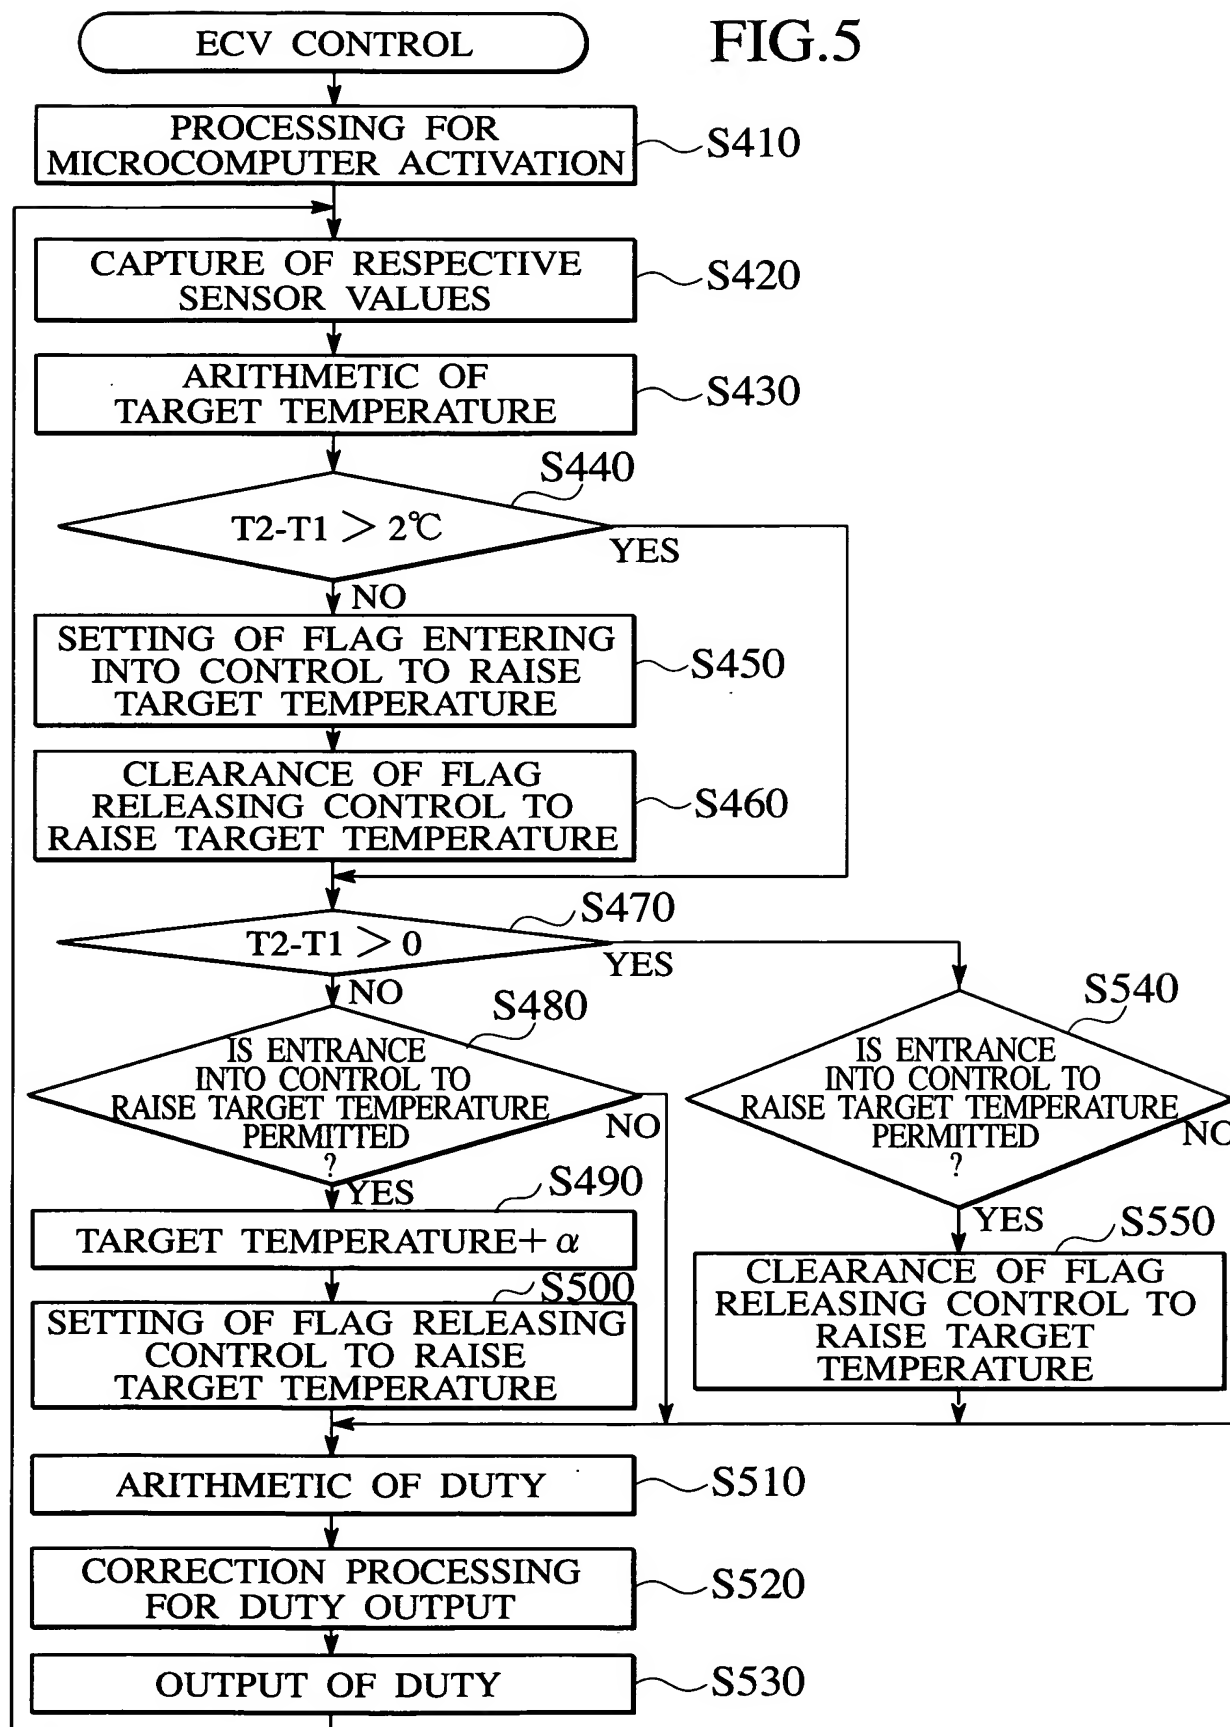 ECV CONTROL
FIG.5
PROCESSING FOR
MICROCOMPUTER ACTIVATION
S410
CAPTURE OF RESPECTIVE
SENSOR VALUES
S420
ARITHMETIC OF
TARGET TEMPERATURE
S430
S440
T2-T1 > 2℃
YES
NO
SETTING OF FLAG ENTERING
INTO CONTROL TO RAISE
TARGET TEMPERATURE
S450
CLEARANCE OF FLAG
RELEASING CONTROL TO
RAISE TARGET TEMPERATURE
S460
S470
T2-T1 > 0
YES
NO
S480
IS ENTRANCE
INTO CONTROL TO
RAISE TARGET TEMPERATURE
PERMITTED
?
NO
YES
S540
IS ENTRANCE
INTO CONTROL TO
RAISE TARGET TEMPERATURE
PERMITTED
?
NO
YES
S490
TARGET TEMPERATURE+ α
S550
CLEARANCE OF FLAG
RELEASING CONTROL TO
RAISE TARGET
TEMPERATURE
S500
SETTING OF FLAG RELEASING
CONTROL TO RAISE
TARGET TEMPERATURE
ARITHMETIC OF DUTY
S510
CORRECTION PROCESSING
FOR DUTY OUTPUT
S520
OUTPUT OF DUTY
S530